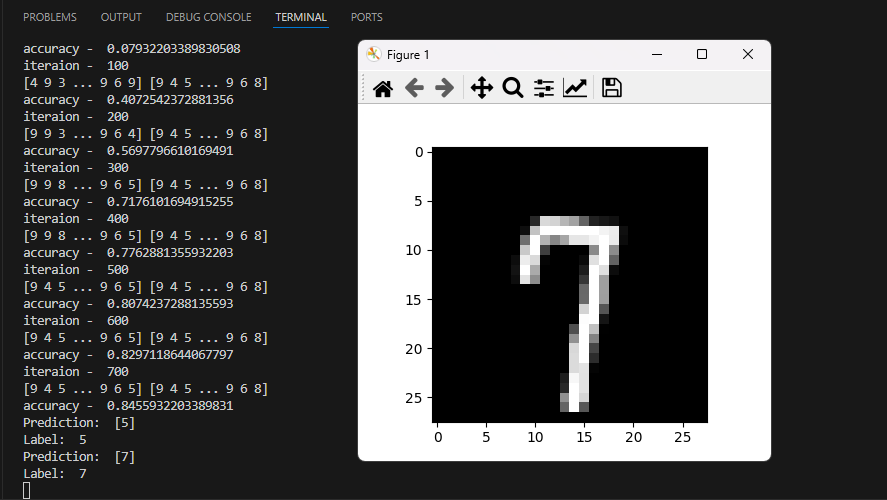 PROBLEMS OUTPUT DEBUG CONSOLE TERMINAL PORTS
accuracy - 0.07932203389830508
iteraion - 100
[4 9 3 ... 9 6 9] [9 4 5 ... 9 6 8]
accuracy - 0.4072542372881356
iteraion - 200
[9 9 3 ... 9 6 4] [9 4 5 ... 9 6 8]
accuracy - 0.5697796610169491
iteraion - 300
[9 9 8 ... 9 6 5] [9 4 5 ... 9 6 8]
accuracy - 0.7176101694915255
iteraion - 400
[9 9 8 ... 9 6 5] [9 4 5 ... 9 6 8]
accuracy - 0.7762881355932203
iteraion - 500
[9 4 5 ... 9 6 5] [9 4 5 ... 9 6 8]
accuracy - 0.8074237288135593
iteraion - 600
[9 4 5 ... 9 6 5] [9 4 5 ... 9 6 8]
accuracy - 0.8297118644067797
iteraion - 700
[9 4 5 ... 9 6 5] [9 4 5 ... 9 6 8]
accuracy - 0.8455932203389831
Prediction: [5]
Label: 5
Prediction: [7]
Label: 7
Figure 1
0
5
10
15
20
25
0 5 10 15 20 25
7